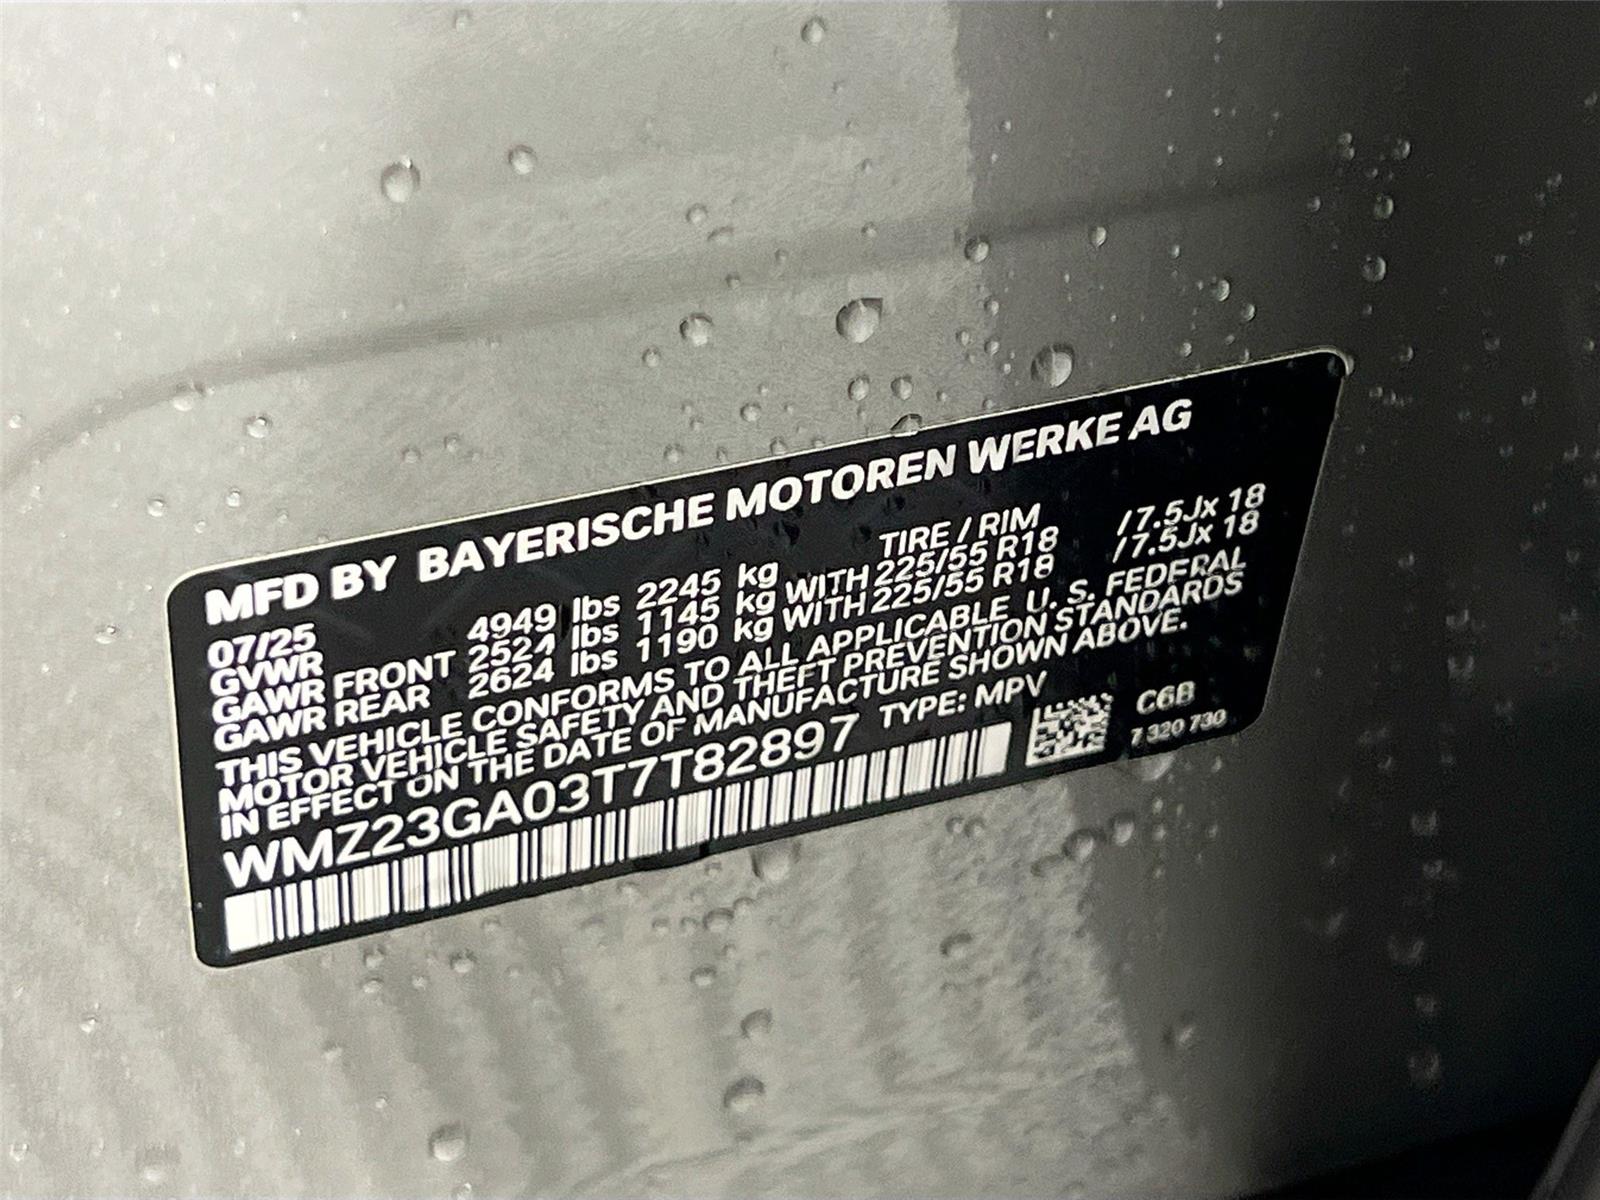 MFD BY BAYERISCHE MOTOREN WERKE AG
07/25 TIRE / RIM
GVWR 4949 lbs 2245 kg
GAWR FRONT 2524 lbs 1145 kg WITH 225/55 R18 / 7.5Jx 18
GAWR REAR 2624 lbs 1190 kg WITH 225/55 R18 / 7.5Jx 18
THIS VEHICLE CONFORMS TO ALL APPLICABLE U. S. FEDERAL
MOTOR VEHICLE SAFETY AND THEFT PREVENTION STANDARDS
IN EFFECT ON THE DATE OF MANUFACTURE SHOWN ABOVE.
WMZ23GA03T7T82897 TYPE: MPV
C6B
7 320 730